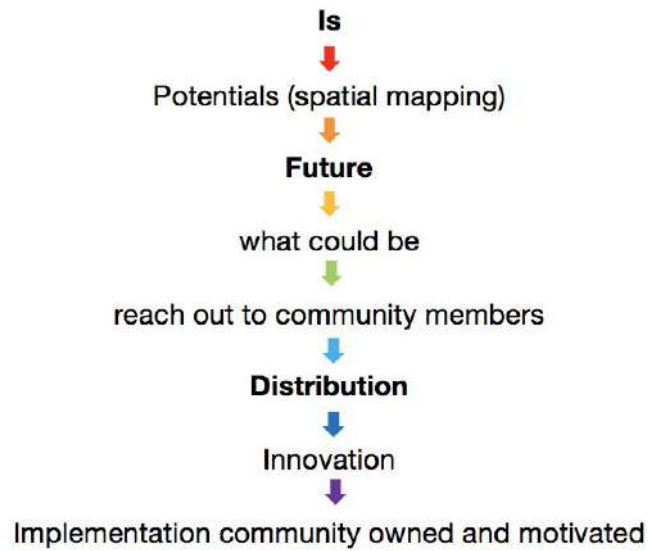 Is
Potentials (spatial mapping)
Future
what could be
reach out to community members
Distribution
Innovation
Implementation community owned and motivated